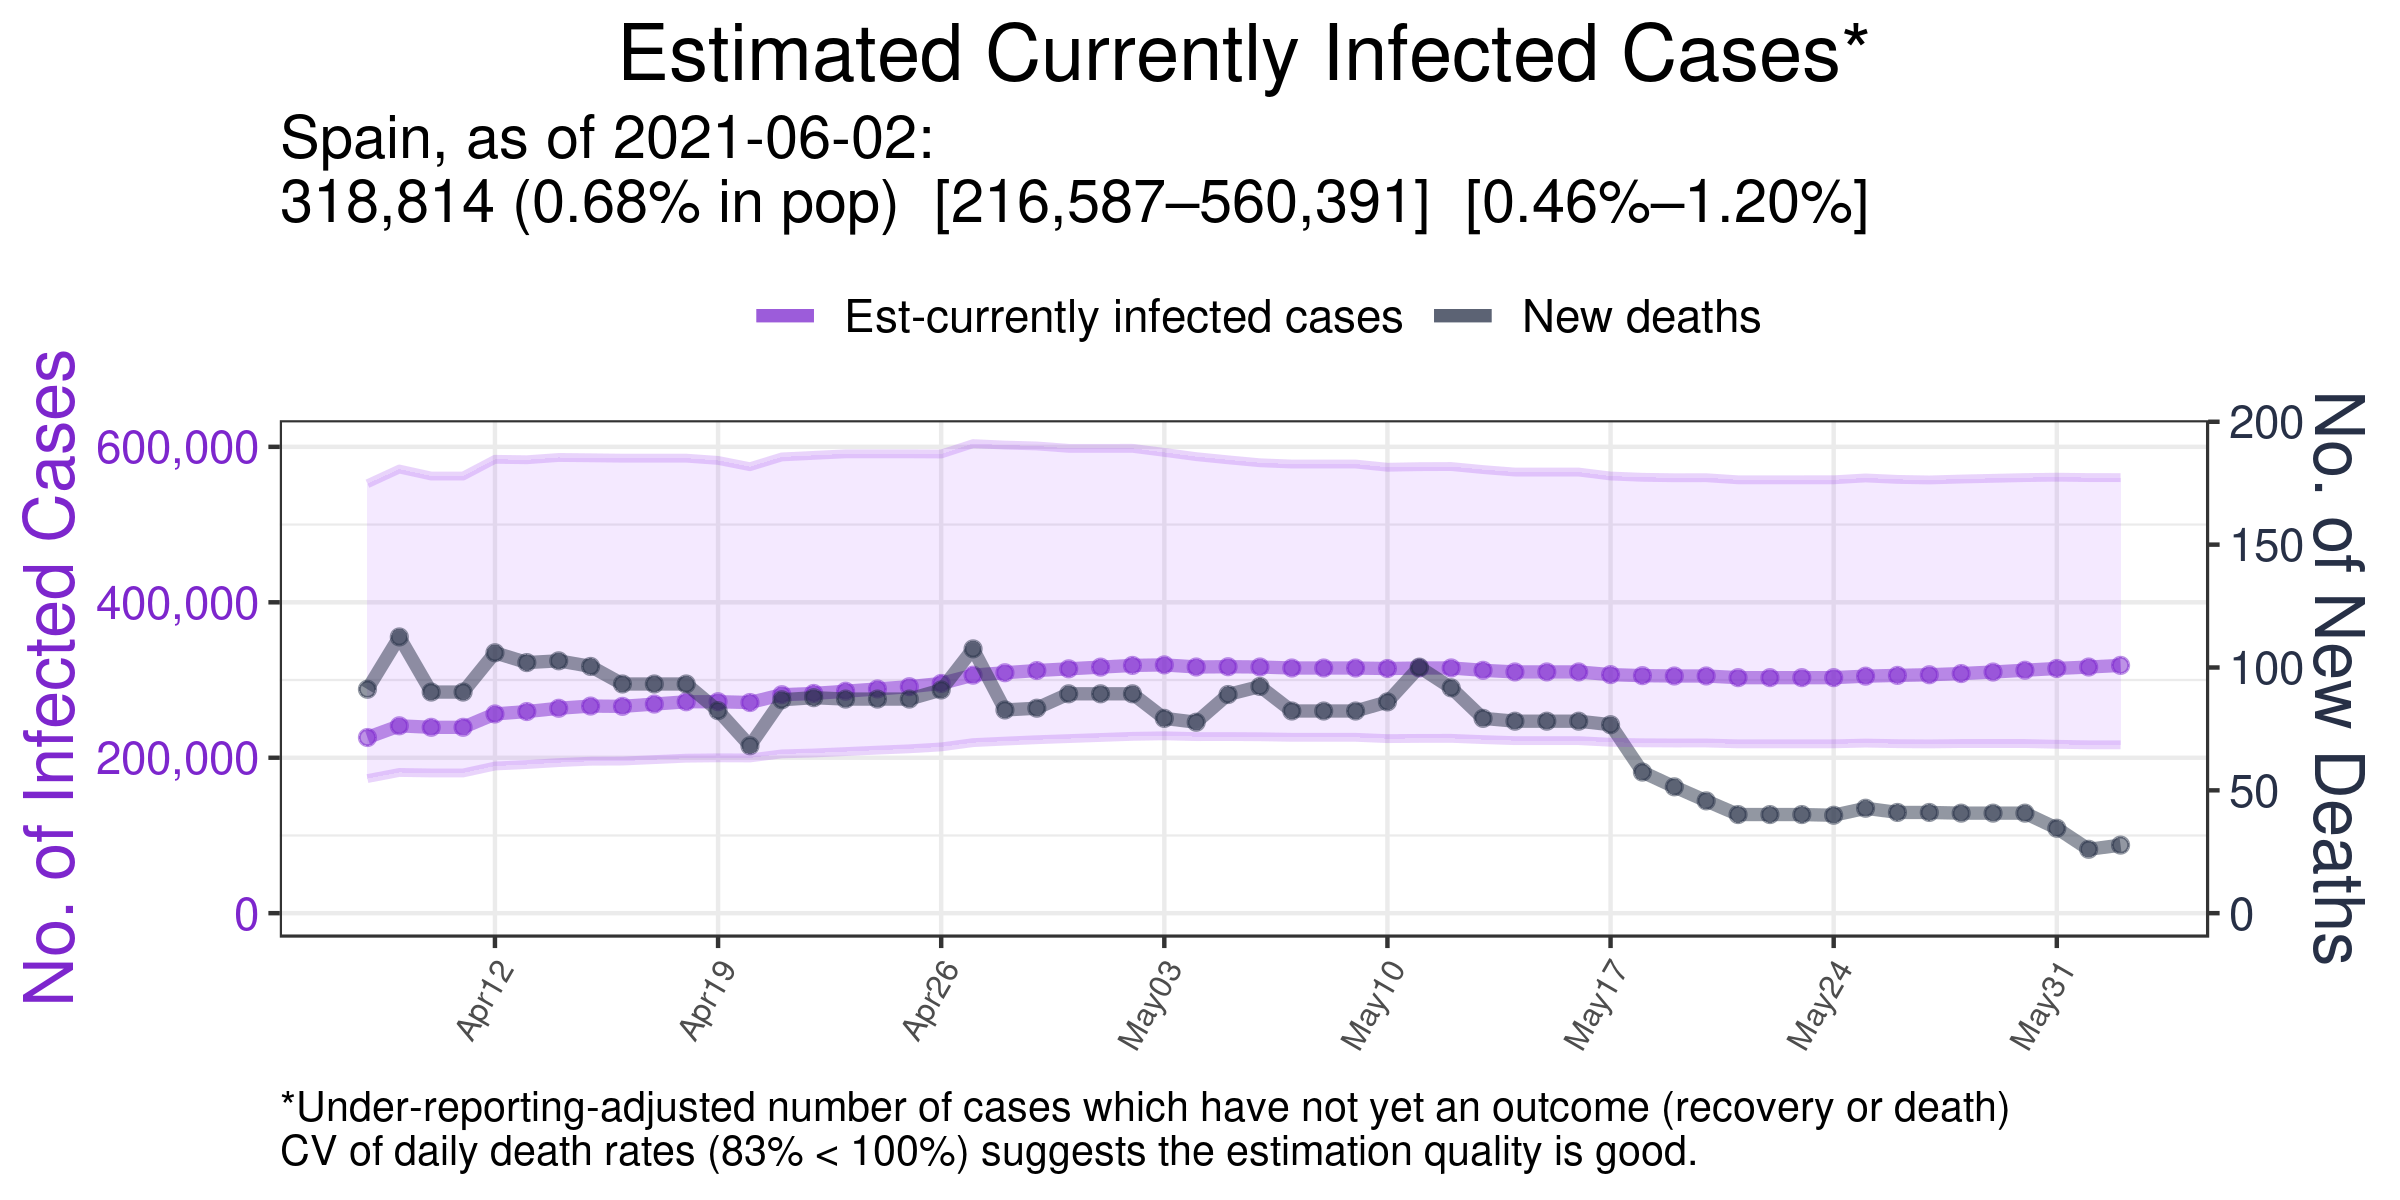 Estimated Currently Infected Cases*
Spain, as of 2021-06-02:
318,814 (0.68% in pop)  [216,587–560,391]  [0.46%–1.20%]
Est-currently infected cases
New deaths
No. of Infected Cases
600,000
400,000
200,000
0
No. of New Deaths
200
150
100
50
0
Apr12
Apr19
Apr26
May03
May10
May17
May24
May31
*Under-reporting-adjusted number of cases which have not yet an outcome (recovery or death)
CV of daily death rates (83% < 100%) suggests the estimation quality is good.